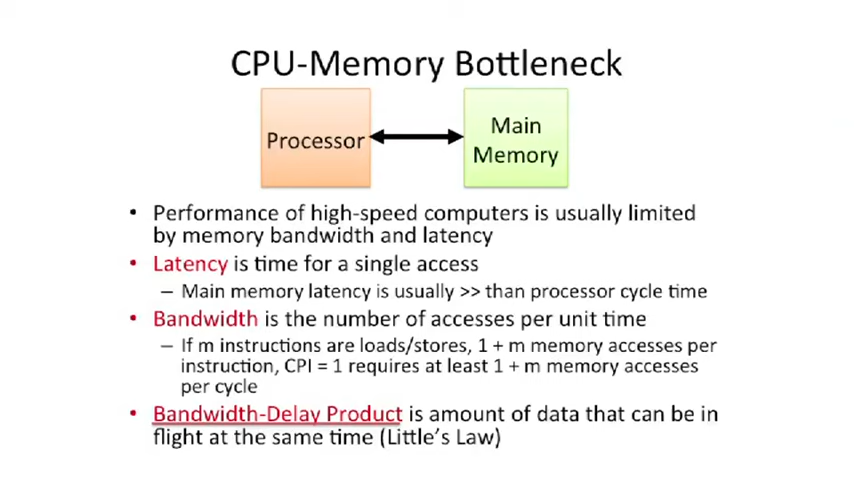 CPU-Memory Bottleneck
Processor
Main
Memory
• Performance of high-speed computers is usually limited
by memory bandwidth and latency
• Latency is time for a single access
– Main memory latency is usually >> than processor cycle time
• Bandwidth is the number of accesses per unit time
– If m instructions are loads/stores, 1 + m memory accesses per
instruction, CPI = 1 requires at least 1 + m memory accesses
per cycle
• Bandwidth-Delay Product is amount of data that can be in
flight at the same time (Little's Law)